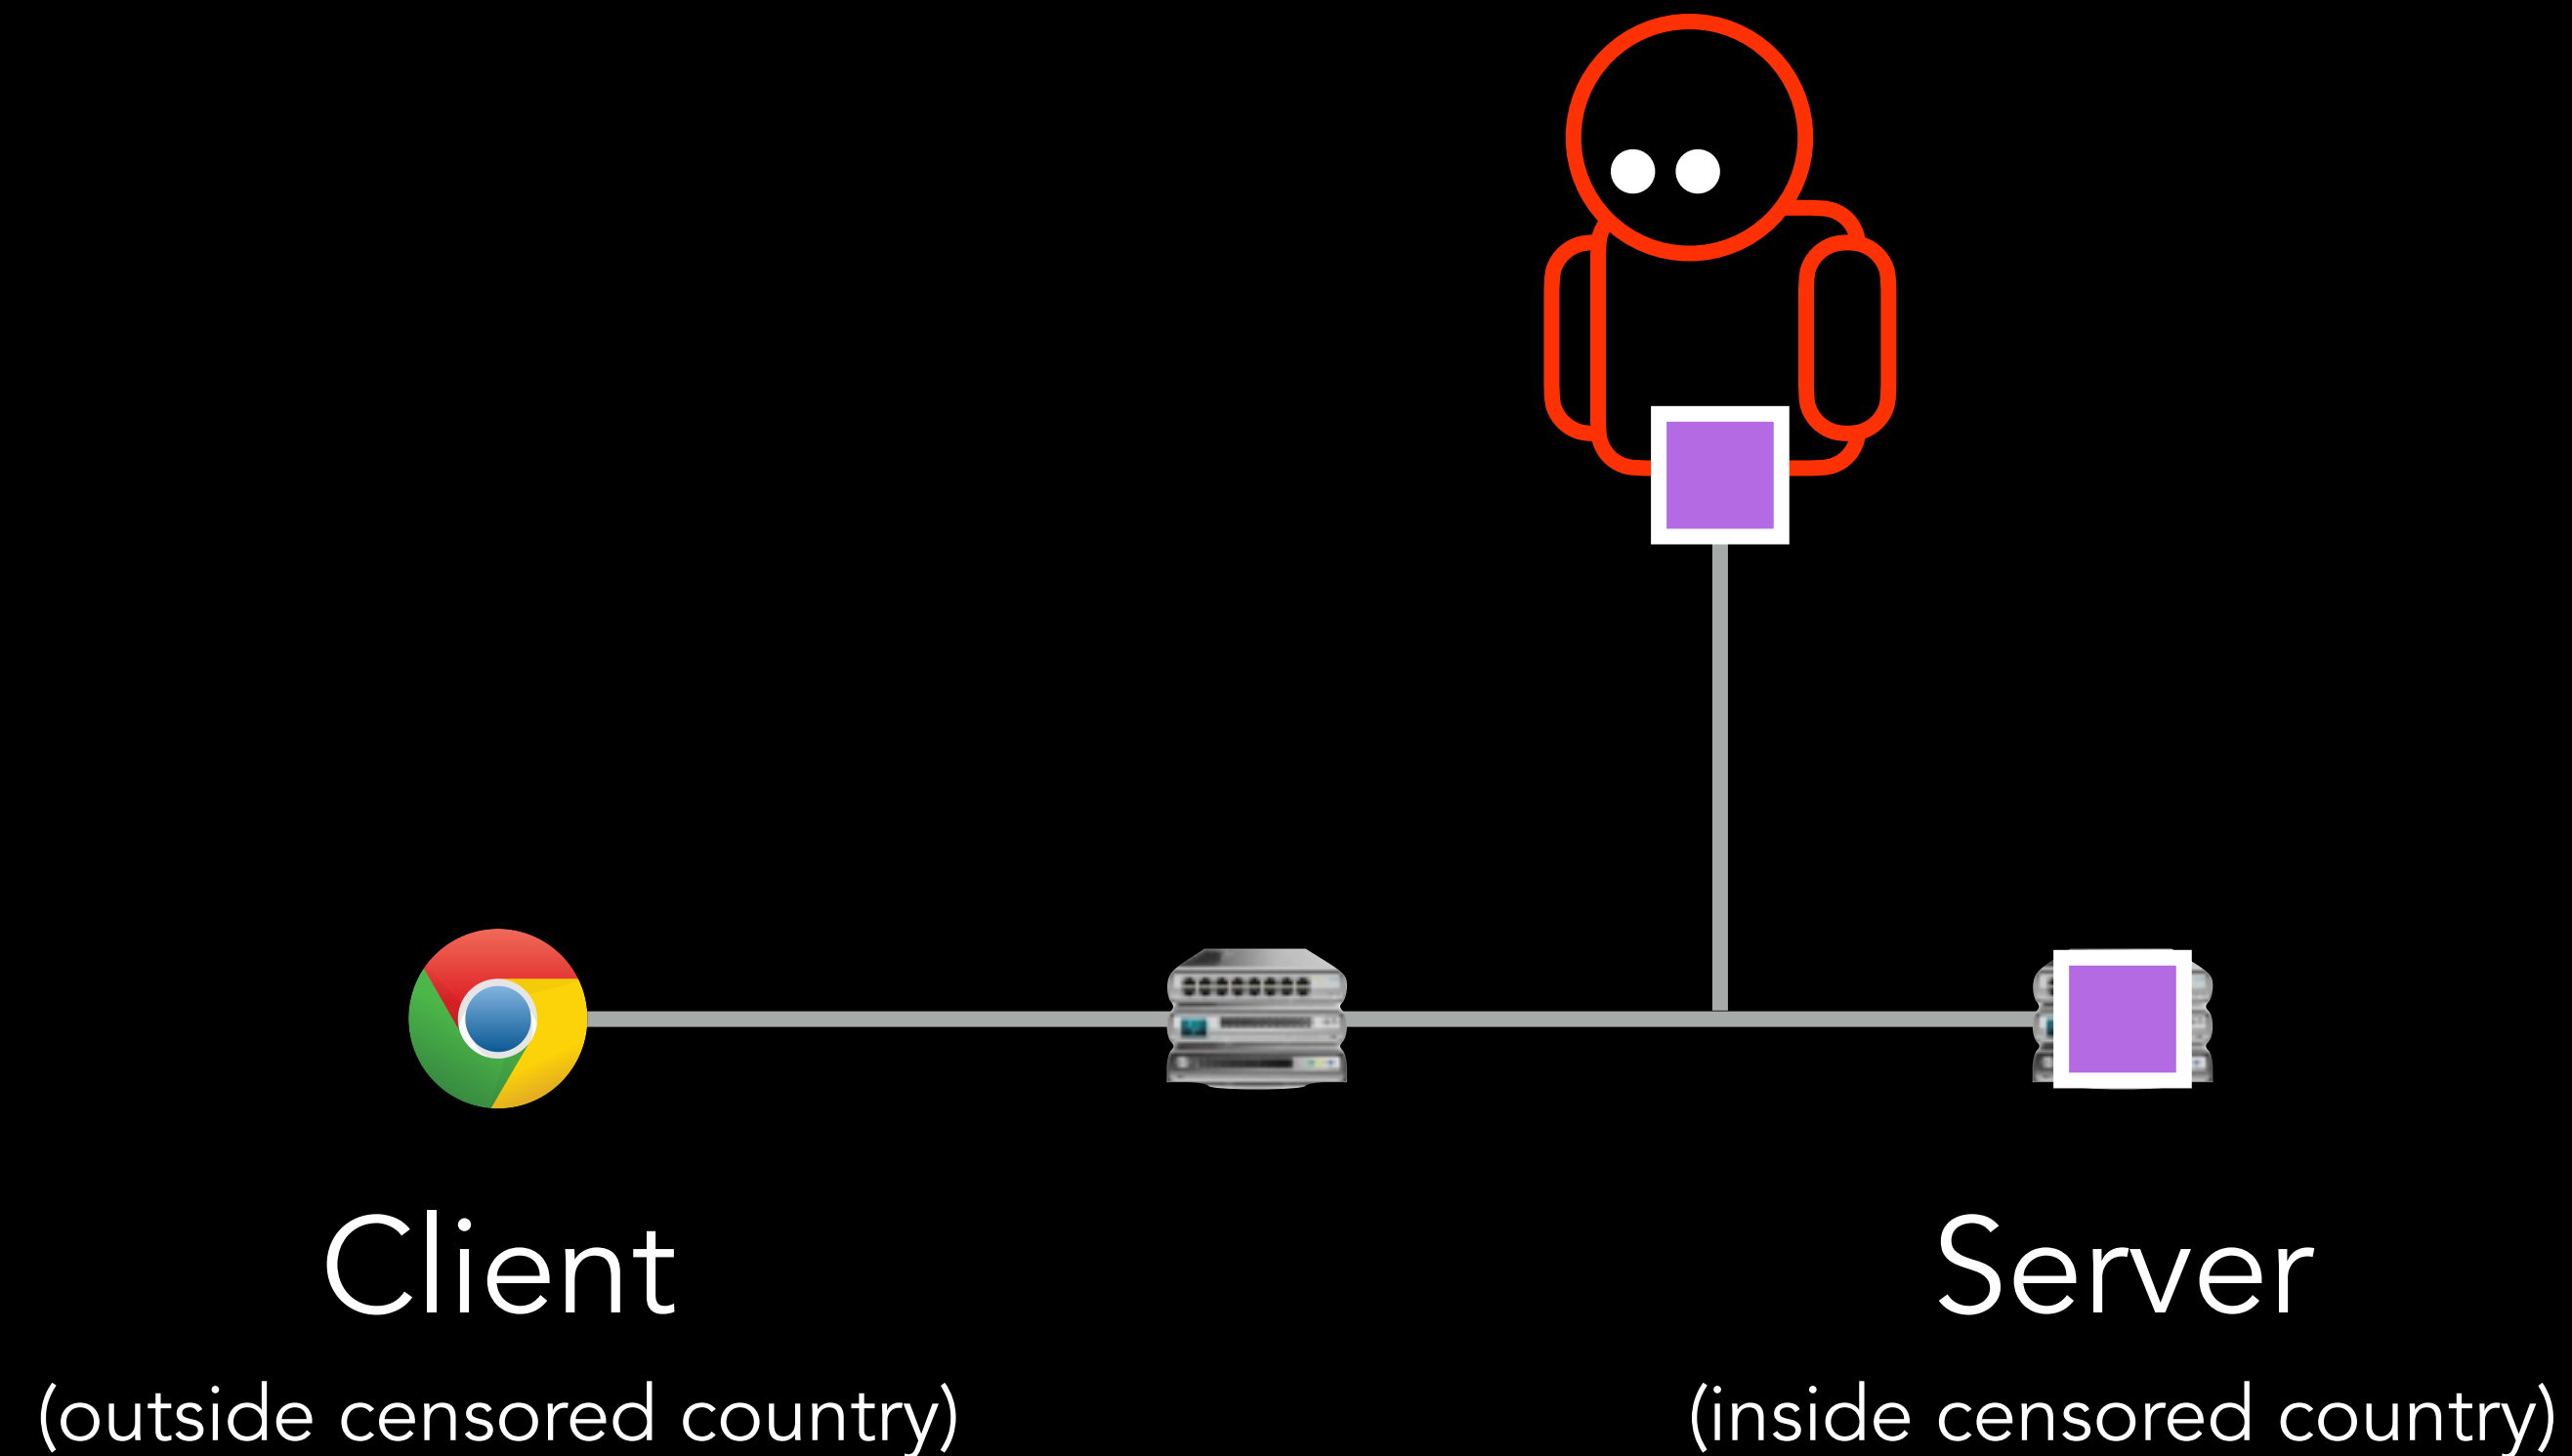 Client
(outside censored country)
Server
(inside censored country)